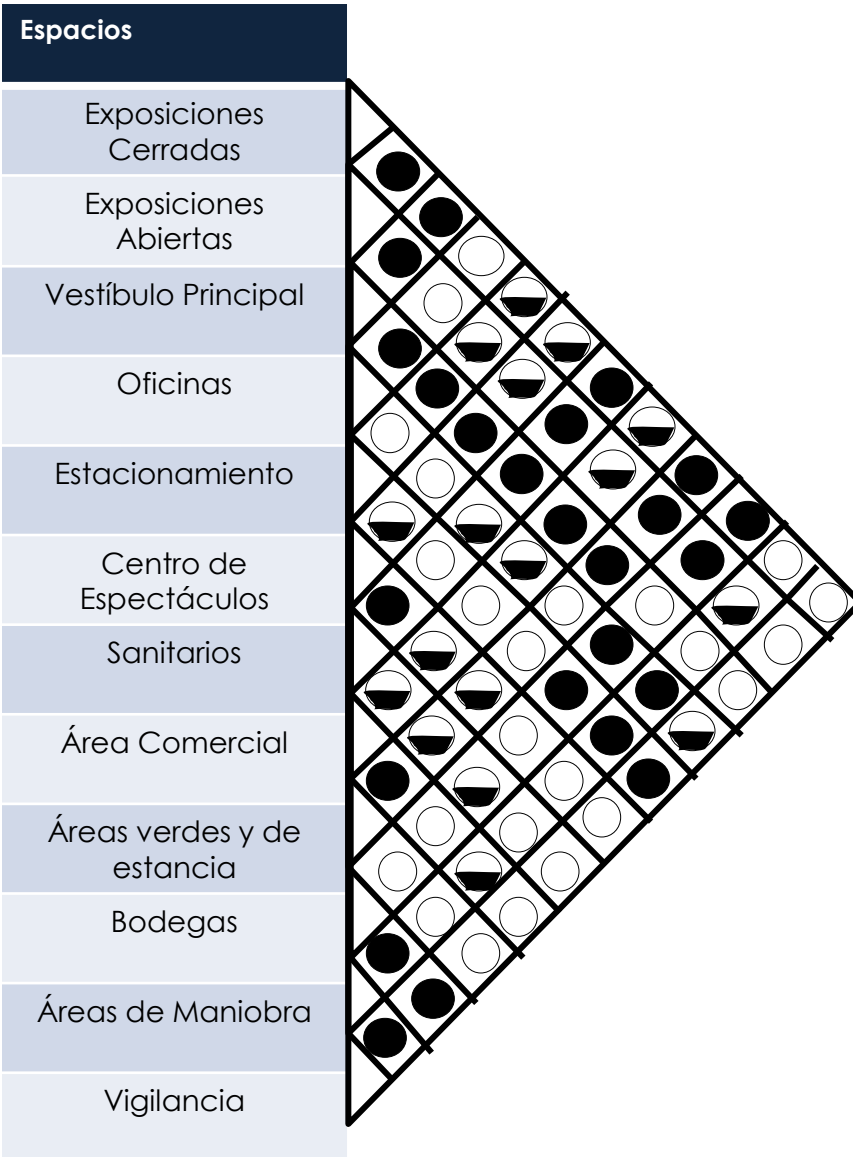 Espacios
Exposiciones
Cerradas
Exposiciones
Abiertas
Vestíbulo Principal
Oficinas
Estacionamiento
Centro de
Espectáculos
Sanitarios
Área Comercial
Áreas verdes y de
estancia
Bodegas
Áreas de Maniobra
Vigilancia